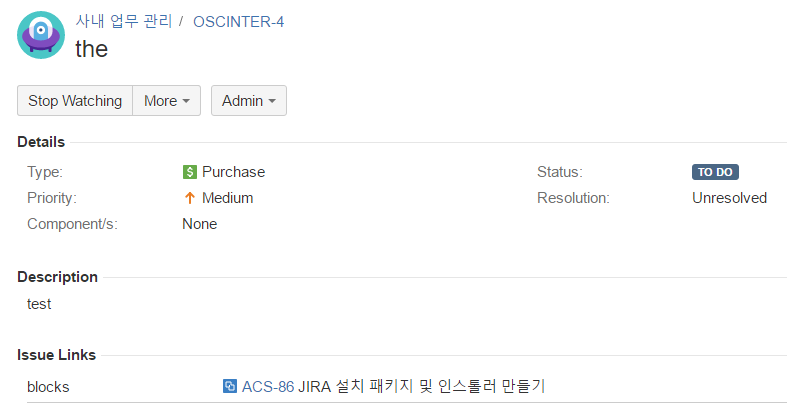 사내 업무 관리 / OSCINTER-4
the
Stop Watching More Admin
Details
Type: Purchase Status: TO DO
Priority: Medium Resolution: Unresolved
Component/s: None
Description
test
Issue Links
blocks ACS-86 JIRA 설치 패키지 및 인스톨러 만들기